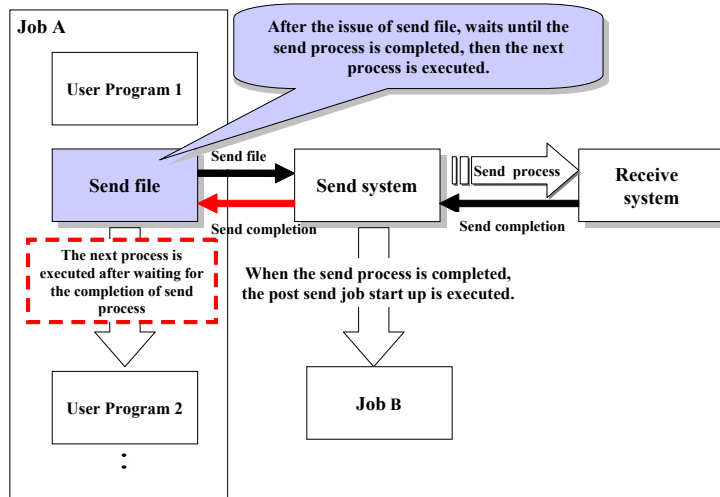 Job A
After the issue of send file, waits until the
send process is completed, then the next
process is executed.
User Program 1
Send file
Send file
Send completion
Send system
Send process
Send completion
Receive
system
The next process is
executed after waiting for
the completion of send
process
When the send process is completed,
the post send job start up is executed.
User Program 2
Job B